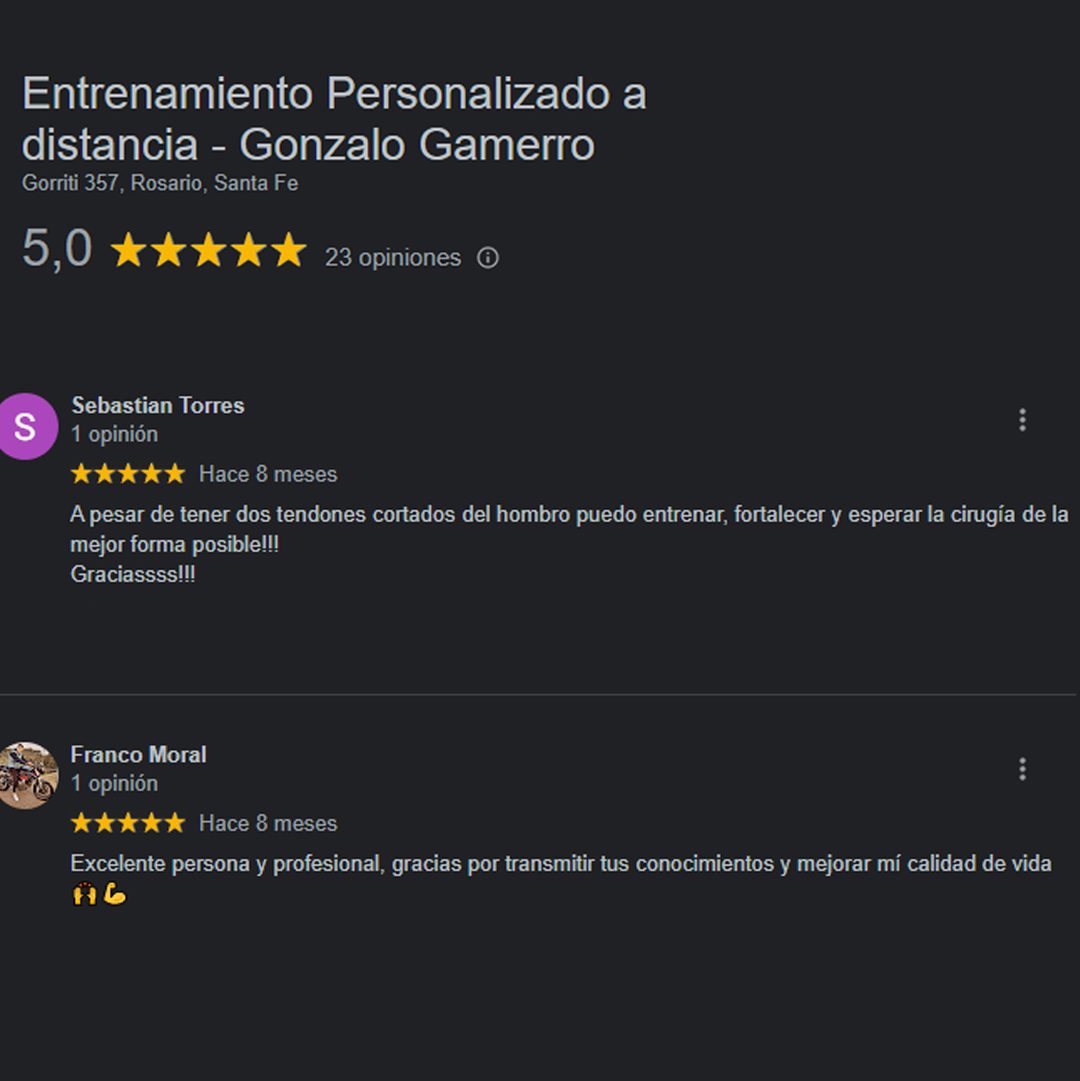 Entrenamiento Personalizado a
distancia - Gonzalo Gamerro
Gorriti 357, Rosario, Santa Fe
5,0 23 opiniones
S
Sebastian Torres
1 opinión
Hace 8 meses
A pesar de tener dos tendones cortados del hombro puedo entrenar, fortalecer y esperar la cirugía de la
mejor forma posible!!!
Graciassss!!!
Franco Moral
1 opinión
Hace 8 meses
Excelente persona y profesional, gracias por transmitir tus conocimientos y mejorar mí calidad de vida
🙌💪